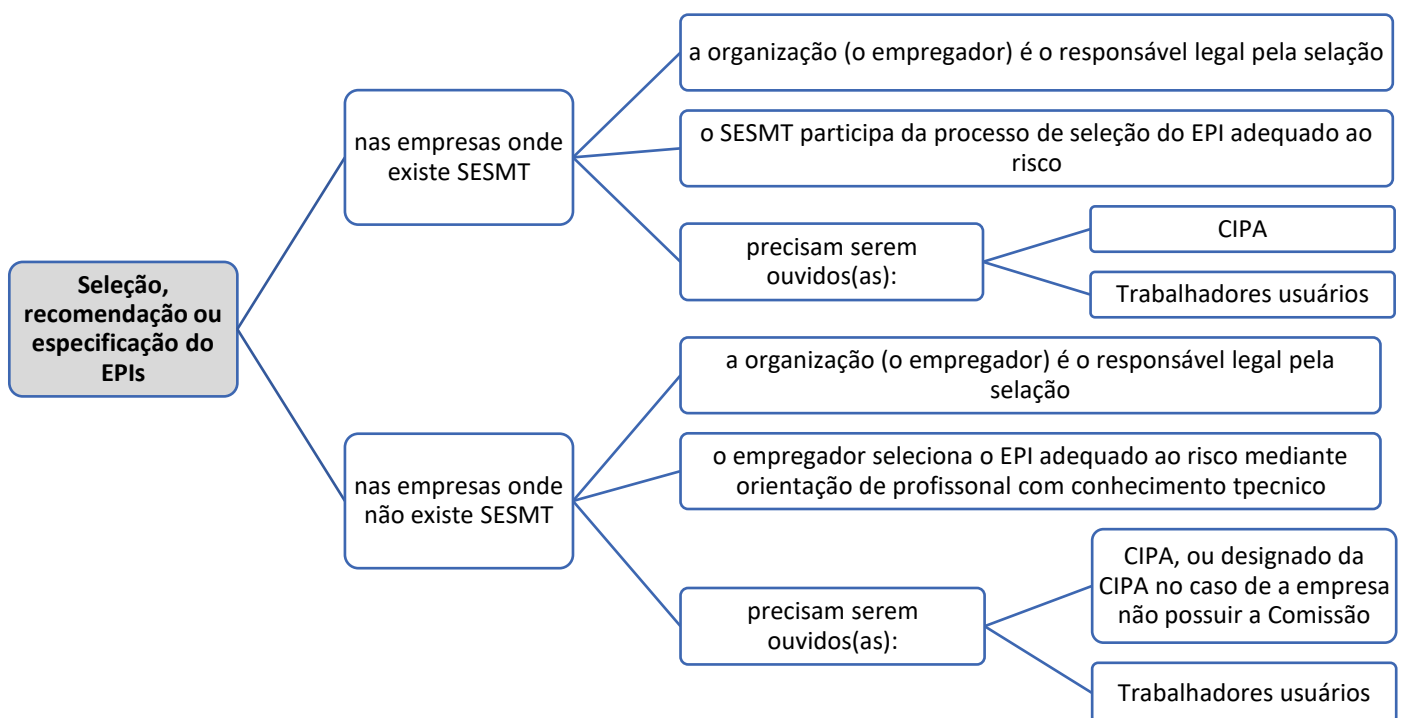 Seleção,
recomendação ou
especificação do
EPIs
nas empresas onde
existe SESMT
a organização (o empregador) é o responsável legal pela selação
o SESMT participa da processo de seleção do EPI adequado ao
risco
precisam serem
ouvidos(as):
CIPA
Trabalhadores usuários
nas empresas onde
não existe SESMT
a organização (o empregador) é o responsável legal pela
selação
o empregador seleciona o EPI adequado ao risco mediante
orientação de profissonal com conhecimento tpecnico
precisam serem
ouvidos(as):
CIPA, ou designado da
CIPA no caso de a empresa
não possuir a Comissão
Trabalhadores usuários